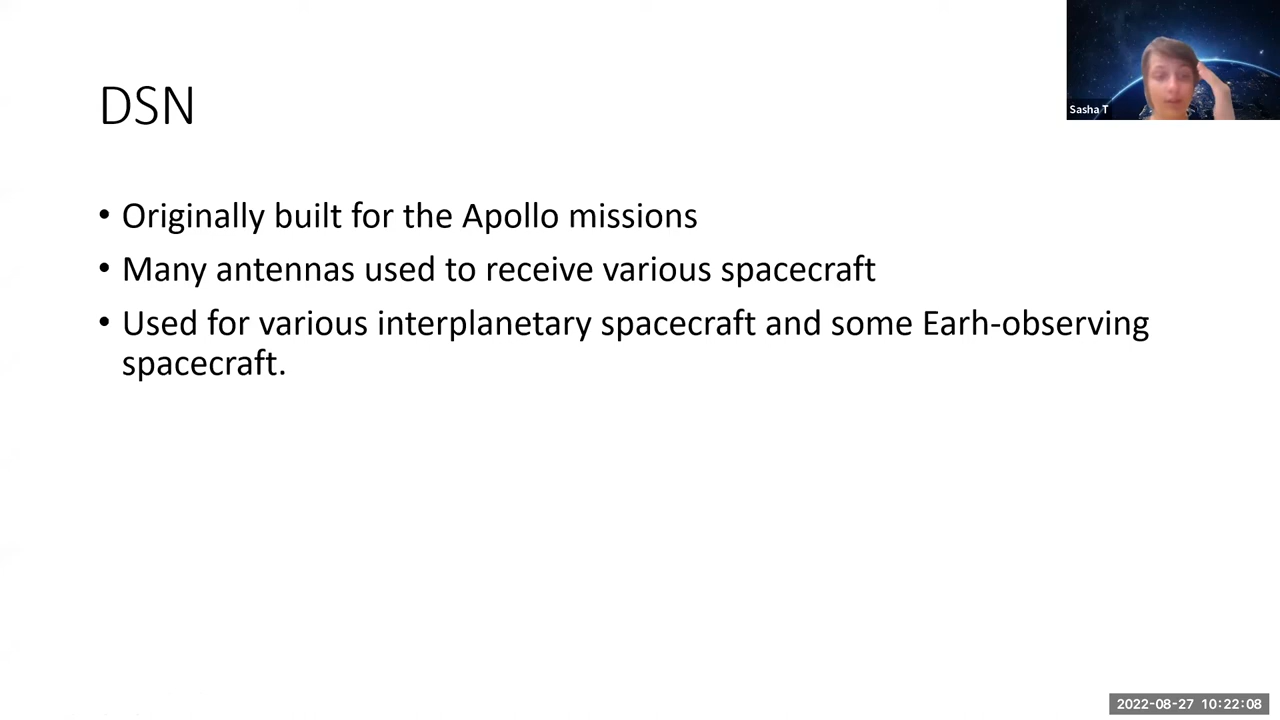 DSN
Sasha T
• Originally built for the Apollo missions
• Many antennas used to receive various spacecraft
• Used for various interplanetary spacecraft and some Earh-observing
spacecraft.
2022-08-27 10:22:08